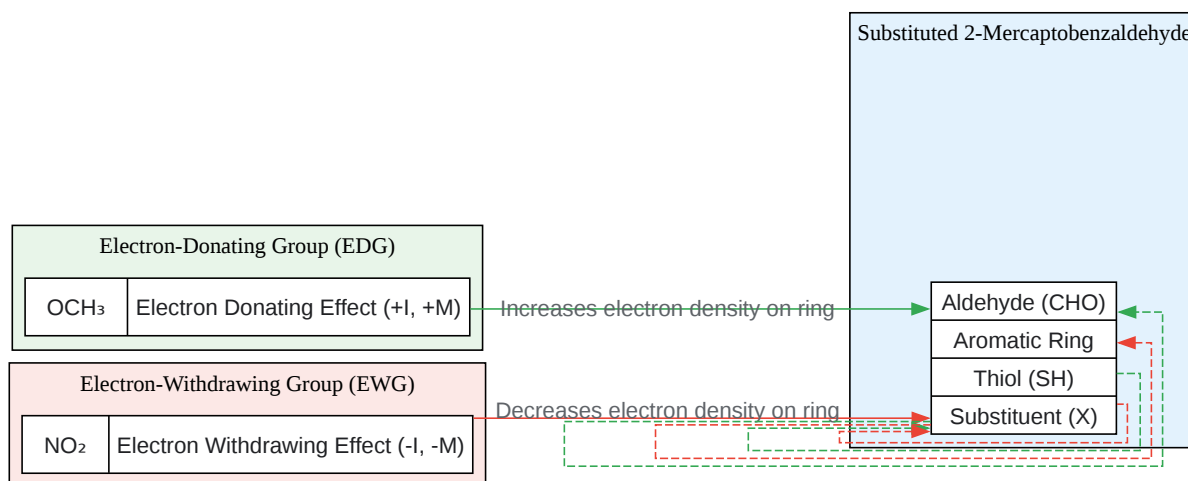 Substituted 2-Mercaptobenzaldehyde
Electron-Donating Group (EDG)
OCH₃
Electron Donating Effect (+I, +M)
Increases electron density on ring
Aldehyde (CHO)
Aromatic Ring
Thiol (SH)
Substituent (X)
Electron-Withdrawing Group (EWG)
Decreases electron density on ring
NO₂
Electron Withdrawing Effect (-I, -M)